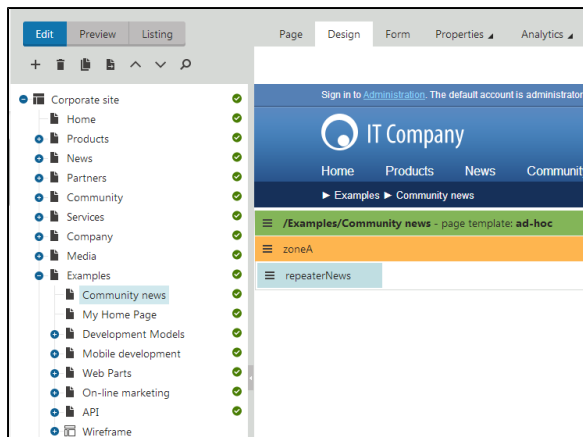 Edit Preview Listing
Page Design Form Properties Analytics
Corporate site
Home
Products
News
Partners
Community
Services
Company
Media
Examples
Community news
My Home Page
Development Models
Mobile development
Web Parts
On-line marketing
API
Wireframe
Sign in to Administration. The default account is administrator
IT Company
Home Products News Communit
► Examples ► Community news
/Examples/Community news - page template: ad-hoc
zoneA
repeaterNews